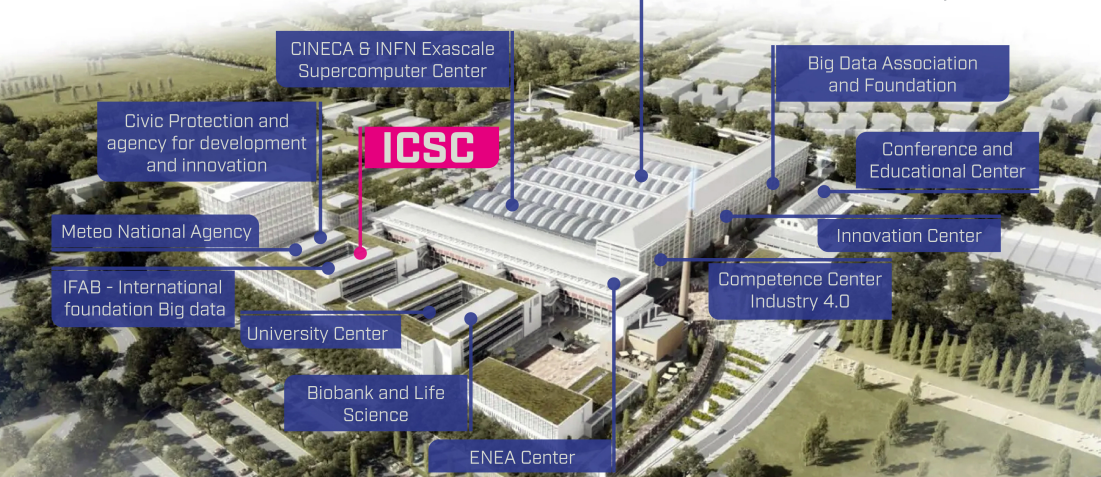 CINECA & INFN Exascale
Supercomputer Center
Big Data Association
and Foundation
Civic Protection and
agency for development
and innovation
ICSC
Conference and
Educational Center
Meteo National Agency
Innovation Center
IFAB - International
foundation Big data
Competence Center
Industry 4.0
University Center
Biobank and Life
Science
ENEA Center